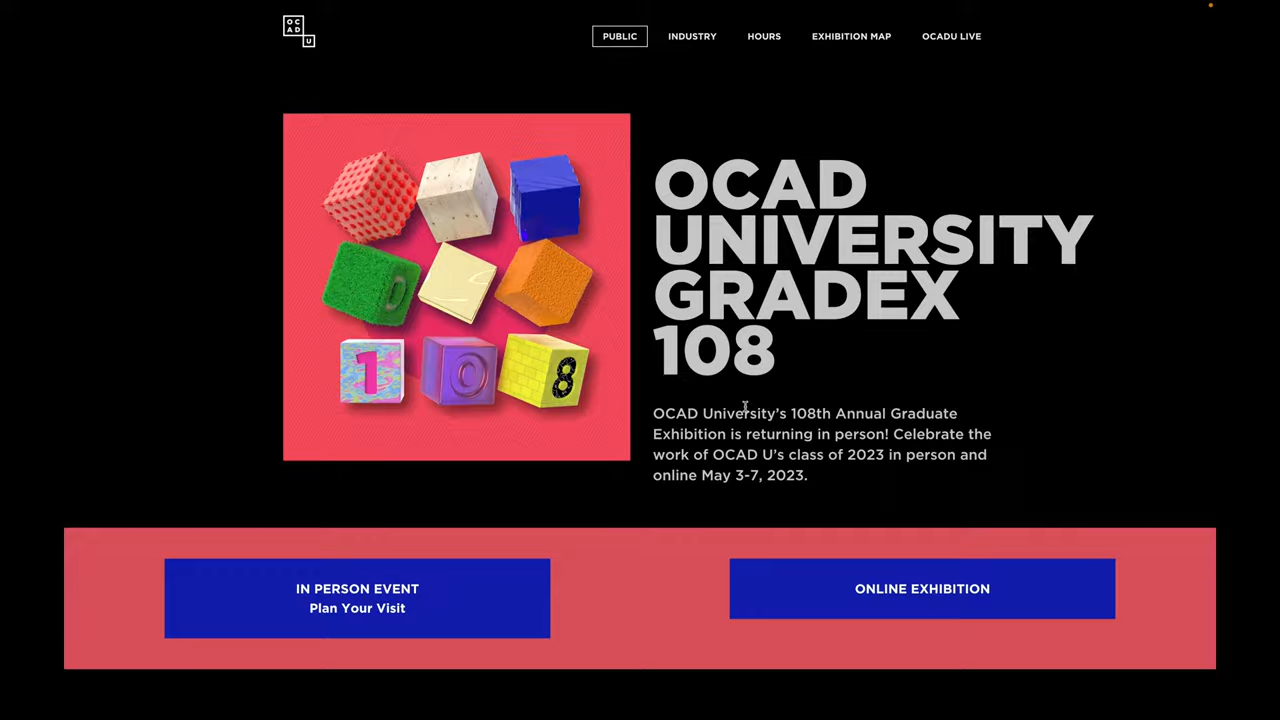 OC
AD
U
PUBLIC INDUSTRY HOURS EXHIBITION MAP OCADU LIVE
OCAD
UNIVERSITY
GRADEX
108
1 0 8
OCAD University’s 108th Annual Graduate
Exhibition is returning in person! Celebrate the
work of OCAD U’s class of 2023 in person and
online May 3-7, 2023.
IN PERSON EVENT
Plan Your Visit
ONLINE EXHIBITION